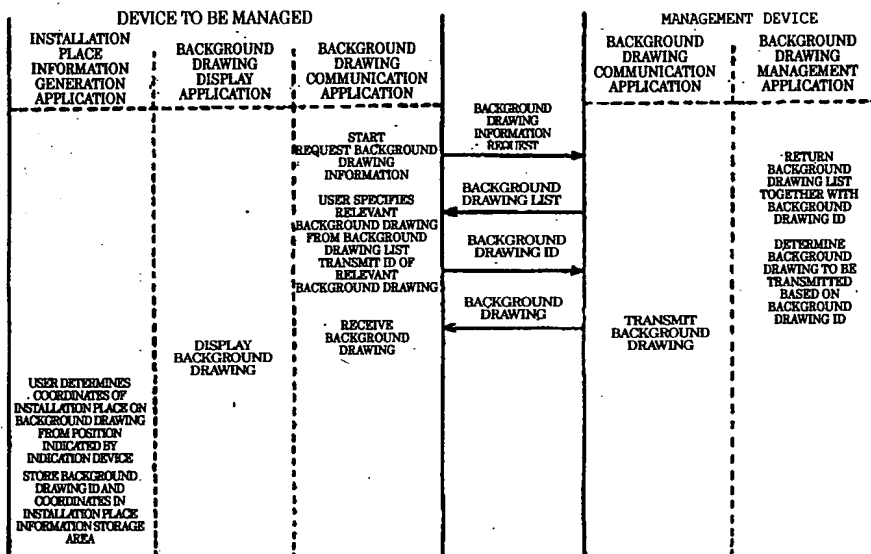 DEVICE TO BE MANAGED
MANAGEMENT DEVICE
INSTALLATION
PLACE
INFORMATION
GENERATION
APPLICATION
BACKGROUND
DRAWING
DISPLAY
APPLICATION
BACKGROUND
DRAWING
COMMUNICATION
APPLICATION
BACKGROUND
DRAWING
COMMUNICATION
APPLICATION
BACKGROUND
DRAWING
MANAGEMENT
APPLICATION
START
REQUEST BACKGROUND
DRAWING
INFORMATION
BACKGROUND
DRAWING
INFORMATION
REQUEST
RETURN
BACKGROUND
DRAWING LIST
TOGETHER WITH
BACKGROUND
DRAWING ID
BACKGROUND
DRAWING LIST
USER SPECIFIES
RELEVANT
BACKGROUND DRAWING
FROM BACKGROUND
DRAWING LIST
TRANSMIT ID OF
RELEVANT
BACKGROUND DRAWING
BACKGROUND
DRAWING ID
DETERMINE
BACKGROUND
DRAWING TO BE
TRANSMITTED
BASED ON
BACKGROUND
DRAWING ID
BACKGROUND
DRAWING
TRANSMIT
BACKGROUND
DRAWING
RECEIVE
BACKGROUND
DRAWING
DISPLAY
BACKGROUND
DRAWING
USER DETERMINES
COORDINATES OF
INSTALLATION PLACE ON
BACKGROUND DRAWING
FROM POSITION
INDICATED BY
INDICATION DEVICE
STORE BACKGROUND
DRAWING ID AND
COORDINATES IN
INSTALLATION PLACE
INFORMATION STORAGE
AREA